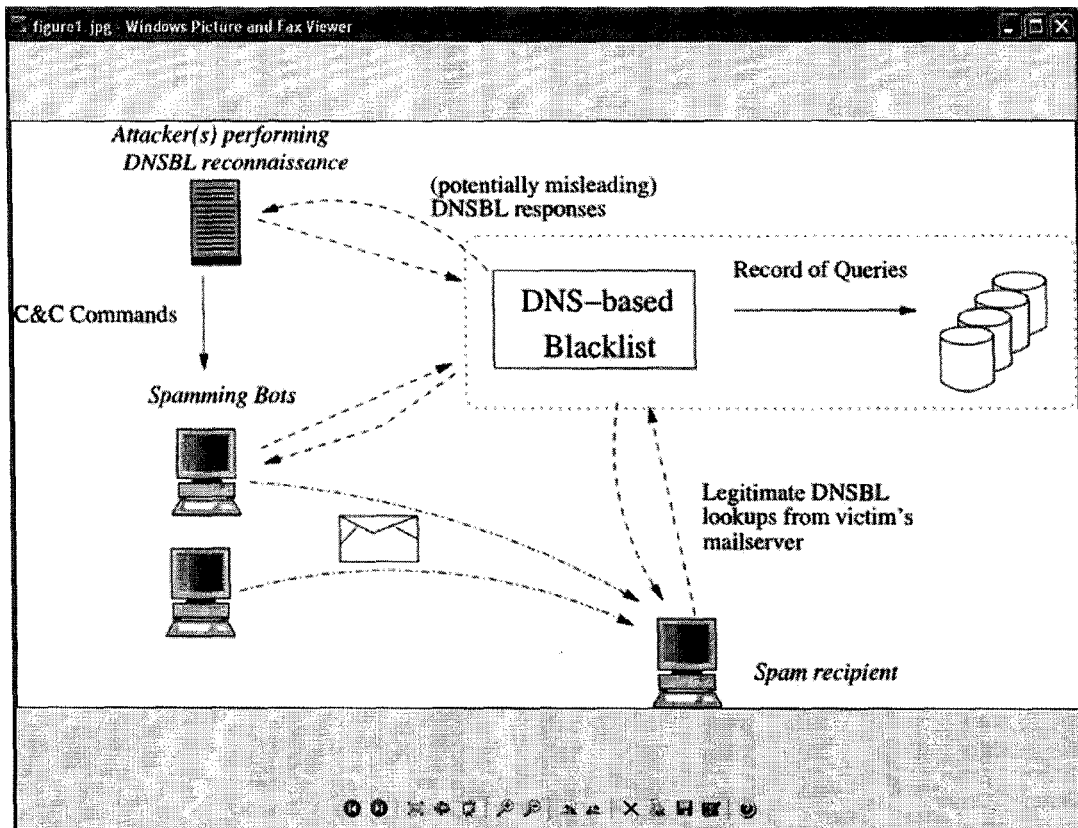 figure1.jpg - Windows Picture and Fax Viewer
Attacker(s) performing
DNSBL reconnaissance
(potentially misleading)
DNSBL responses
Record of Queries
DNS-based
Blacklist
C&C Commands
Spamming Bots
Legitimate DNSBL
lookups from victim's
mailserver
Spam recipient